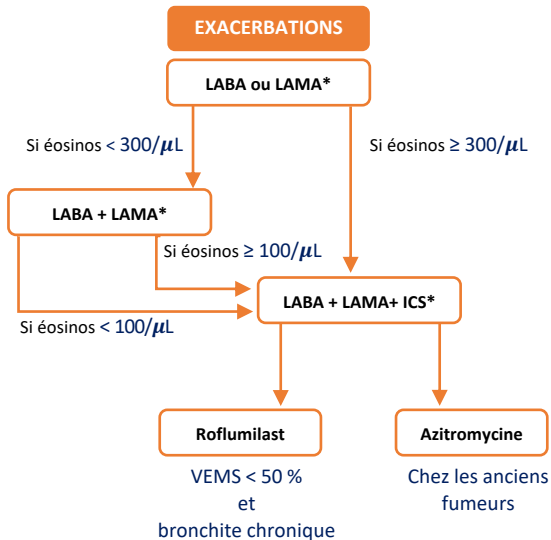 EXACERBATIONS
LABA ou LAMA*
Si éosinos < 300/µL
Si éosinos ≥ 300/µL
LABA + LAMA*
Si éosinos ≥ 100/µL
LABA + LAMA+ ICS*
Si éosinos < 100/µL
Roflumilast
Azitromycine
VEMS < 50 %
et
bronchite chronique
Chez les anciens
fumeurs